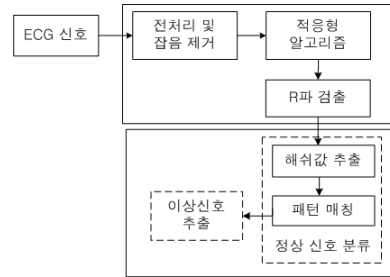 ECG 신호
전처리 및
잡음 제거
적응형
알고리즘
R파 검출
해쉬값 추출
패턴 매칭
이상신호
추출
정상 신호 분류